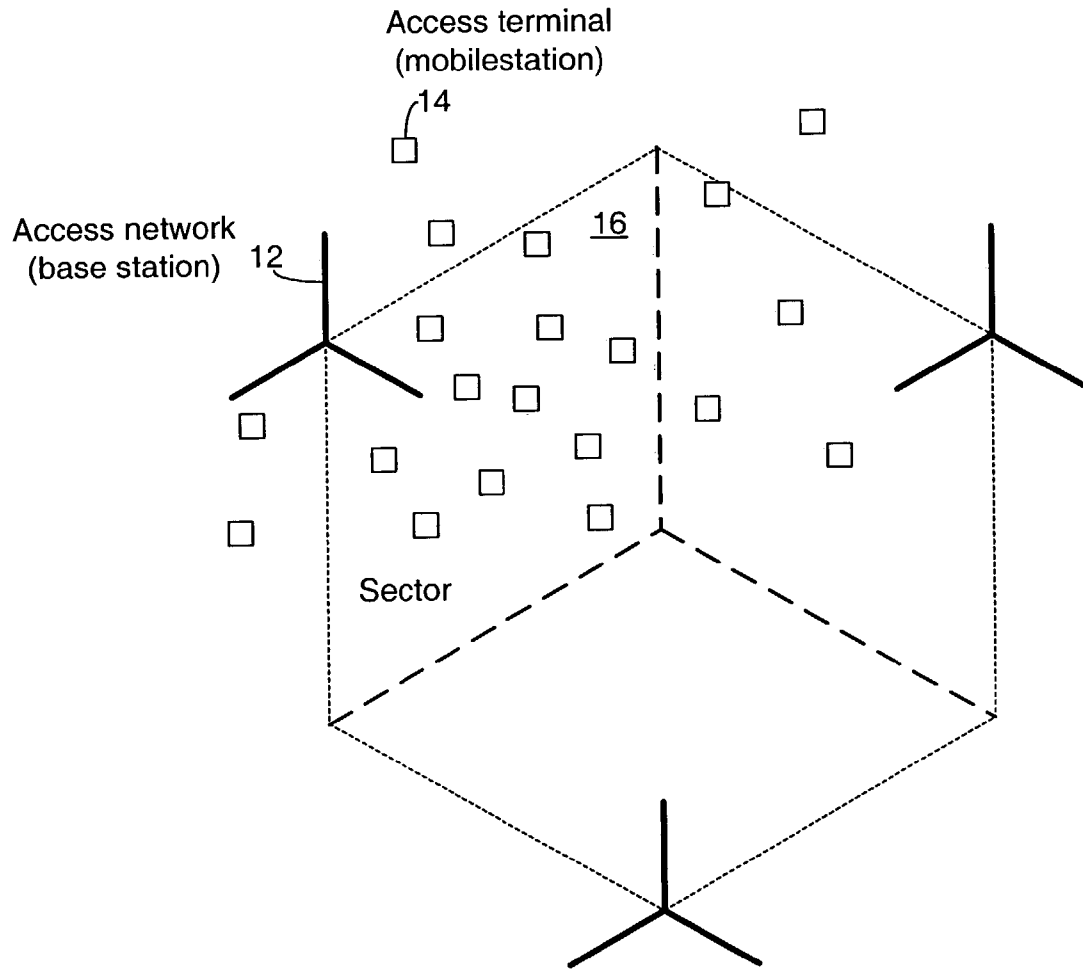 Access terminal
(mobilestation)
14
16
Access network
(base station)
12
Sector